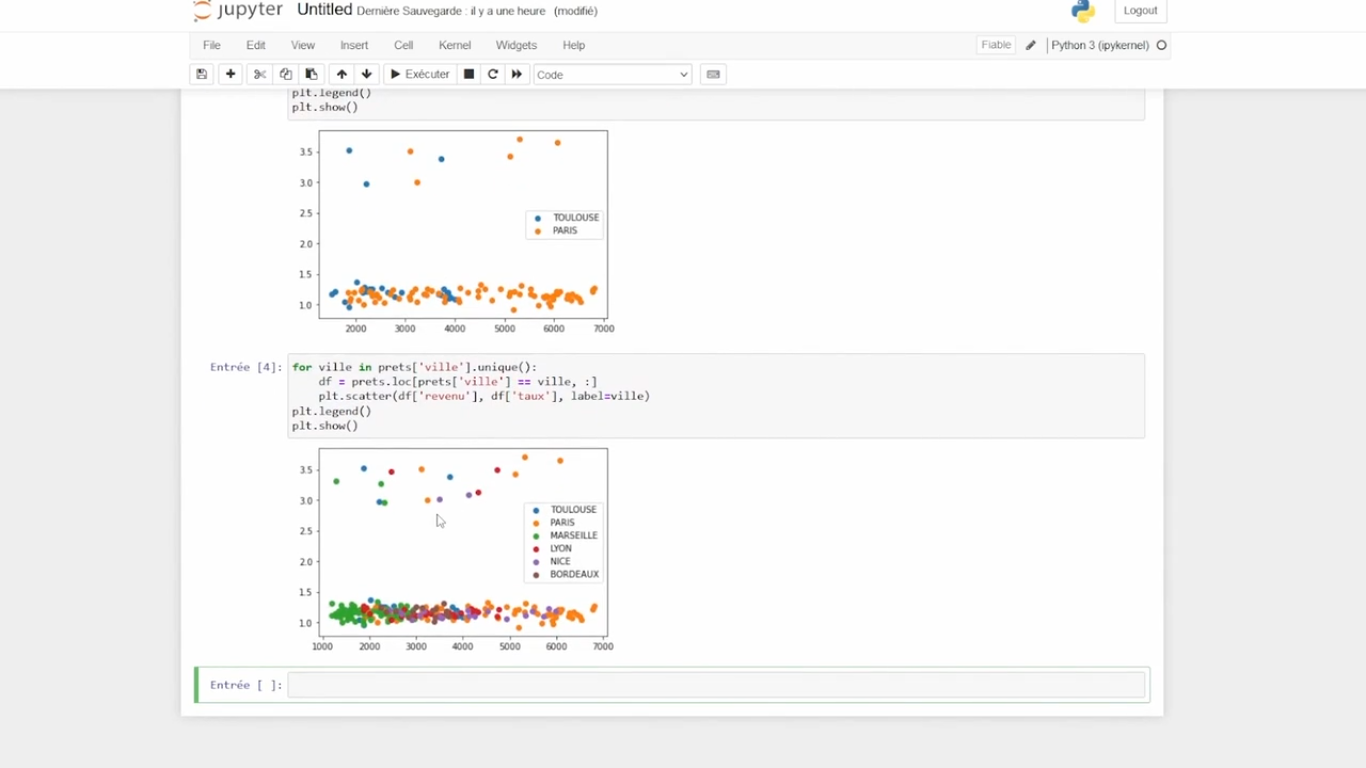 jupyter Untitled Dernière Sauvegarde : il y a une heure (modifié)
Logout
File Edit View Insert Cell Kernel Widgets Help
Fiable
Python 3 (ipykernel)
Exécuter
Code
plt.legend()
plt.show()
3.5
3.0
2.5
2.0
1.5
1.0
TOULOUSE
PARIS
2000 3000 4000 5000 6000 7000
Entrée [4]:
for ville in prets['ville'].unique():
df = prets.loc[prets['ville'] == ville, :]
plt.scatter(df['revenu'], df['taux'], label=ville)
plt.legend()
plt.show()
3.5
3.0
2.5
2.0
1.5
1.0
TOULOUSE
PARIS
MARSEILLE
LYON
NICE
BORDEAUX
1000 2000 3000 4000 5000 6000 7000
Entrée [ ]: